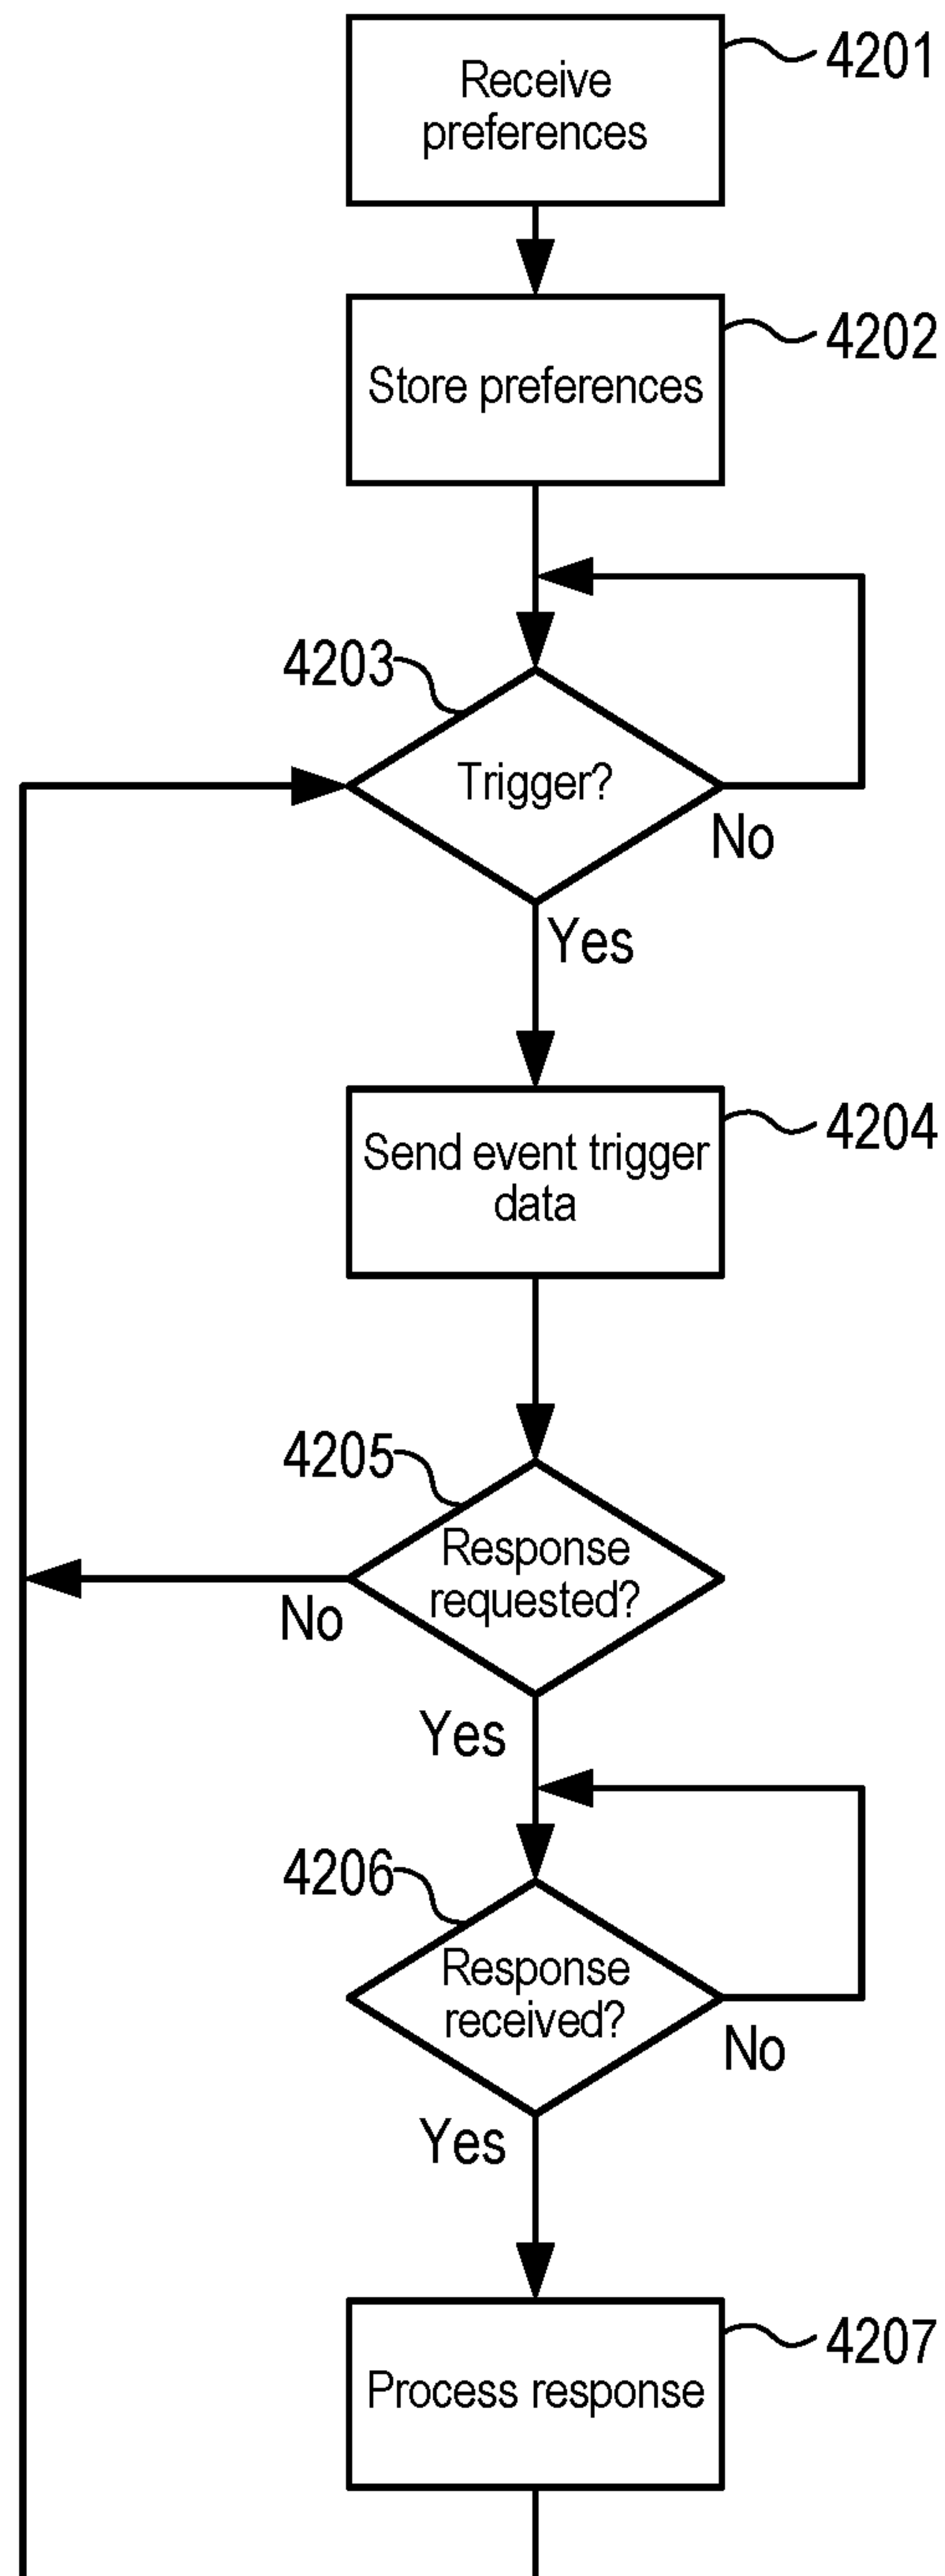 Receive
preferences
4201
Store preferences
4202
4203
Trigger?
No
Yes
Send event trigger
data
4204
4205
Response
requested?
No
Yes
4206
Response
received?
No
Yes
Process response
4207